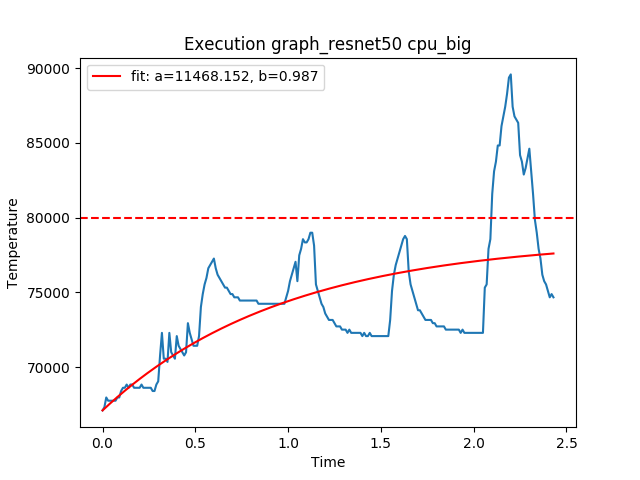 Execution graph_resnet50 cpu_big
fit: a=11468.152, b=0.987
90000
85000
80000
75000
70000
Temperature
0.0 0.5 1.0 1.5 2.0 2.5
Time